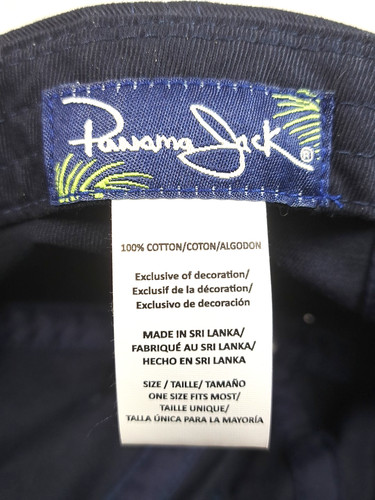 Panama Jack®
100% COTTON/COTON/ALGODON
Exclusive of decoration/
Exclusif de la décoration/
Exclusivo de decoración
MADE IN SRI LANKA/
FABRIQUÉ AU SRI LANKA/
HECHO EN SRI LANKA
SIZE / TAILLE/ TAMAÑO
ONE SIZE FITS MOST/
TAILLE UNIQUE/
TALLA ÚNICA PARA LA MAYORÍA